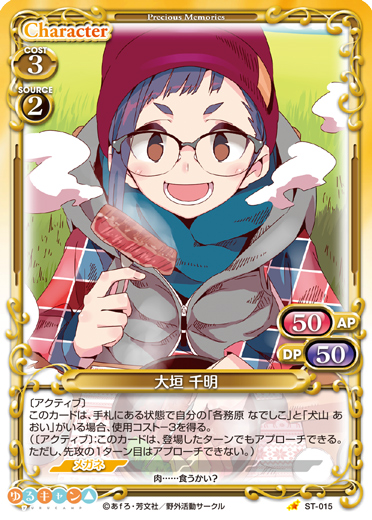 Precious Memories
Character
COST
3
SOURCE
2
50 AP
DP 50
大垣 千明
〔アクティブ〕
このカードは、手札にある状態で自分の「各務原 なでしこ」と「犬山 あ
おい」がいる場合、使用コスト－3を得る。
(〔アクティブ〕:このカードは、登場したターンでもアプローチできる。
ただし、先攻の1ターン目はアプローチできない。)
メガネ
肉……食うかい?
ゆるキャン△
©あfろ・芳文社／野外活動サークル
ST-015